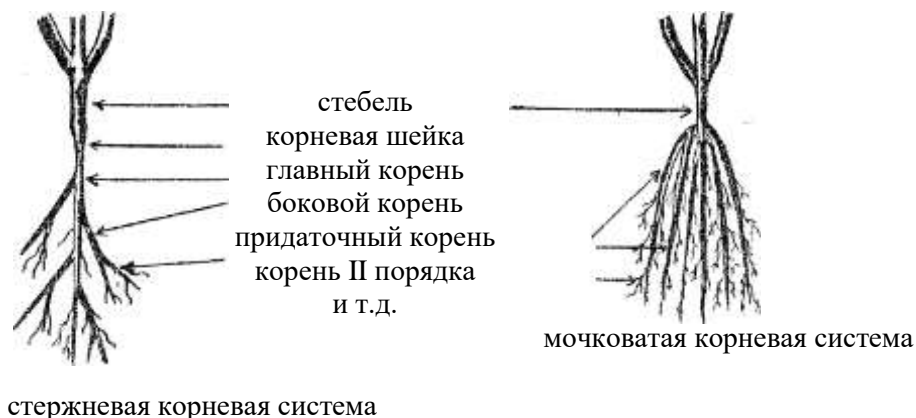 стебель
корневая шейка
главный корень
боковой корень
придаточный корень
корень II порядка
и т.д.
мочковатая корневая система
стержневая корневая система